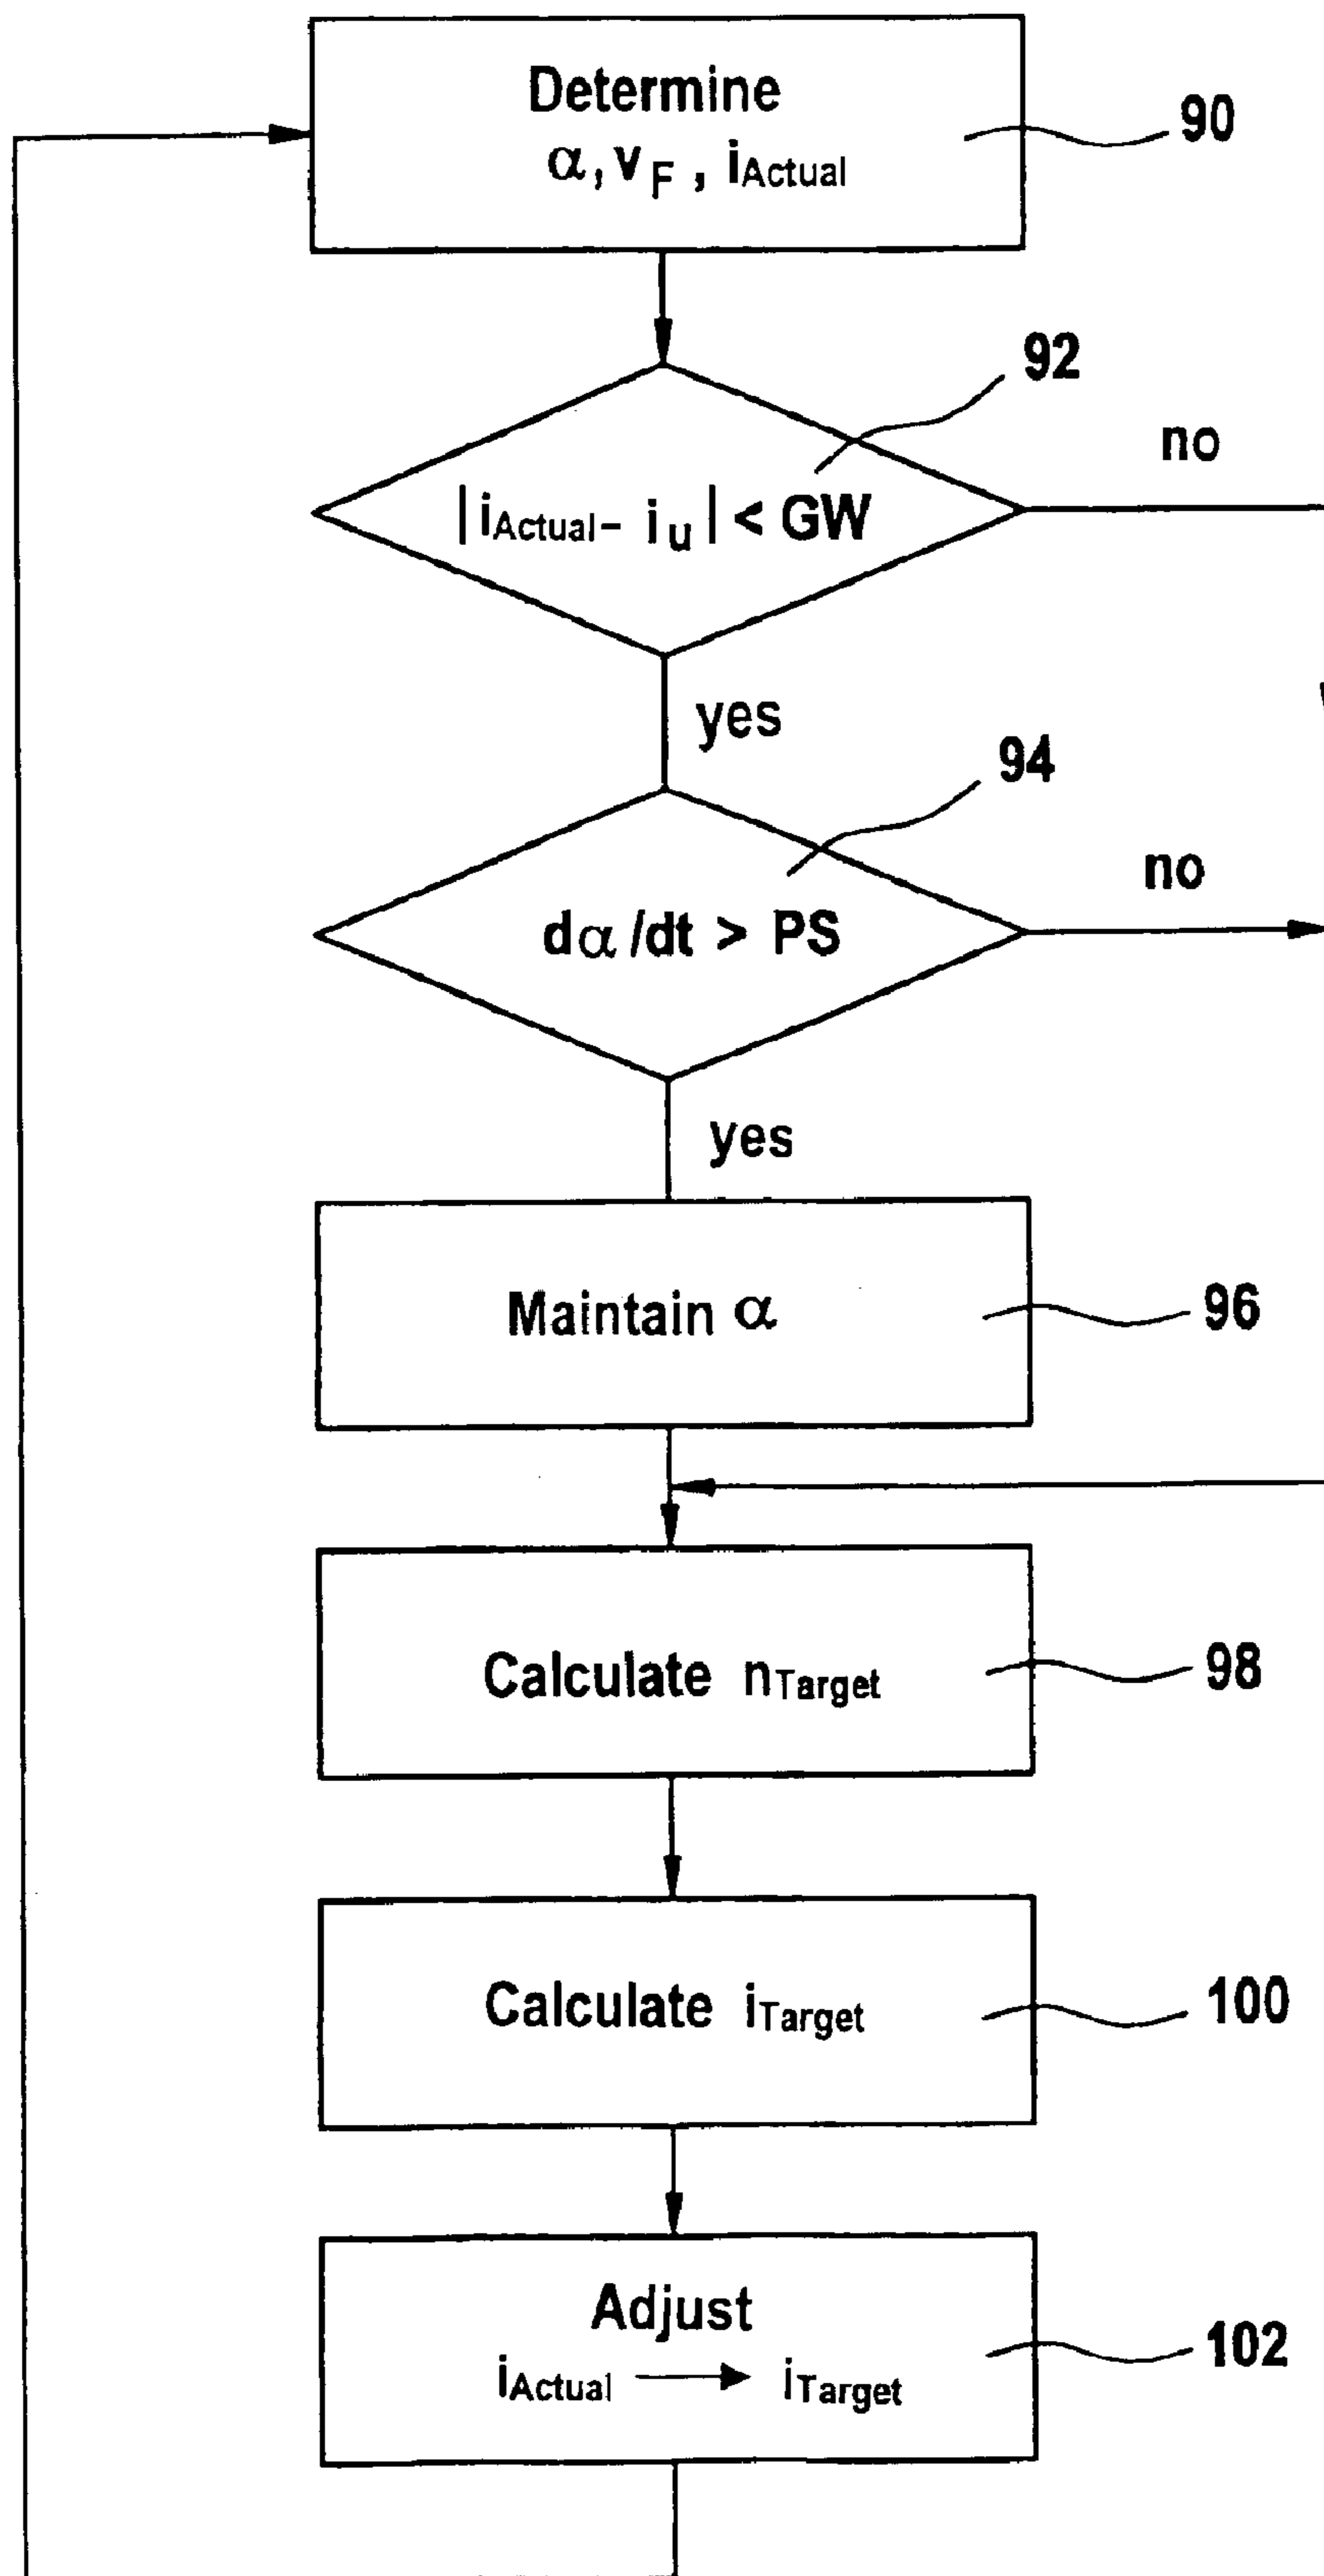 Determine
α, vF , iActual
90
92
no
|iActual– iu| < GW
yes
94
no
dα/dt > PS
yes
Maintain α
96
Calculate nTarget
98
Calculate iTarget
100
Adjust
iActual → iTarget
102